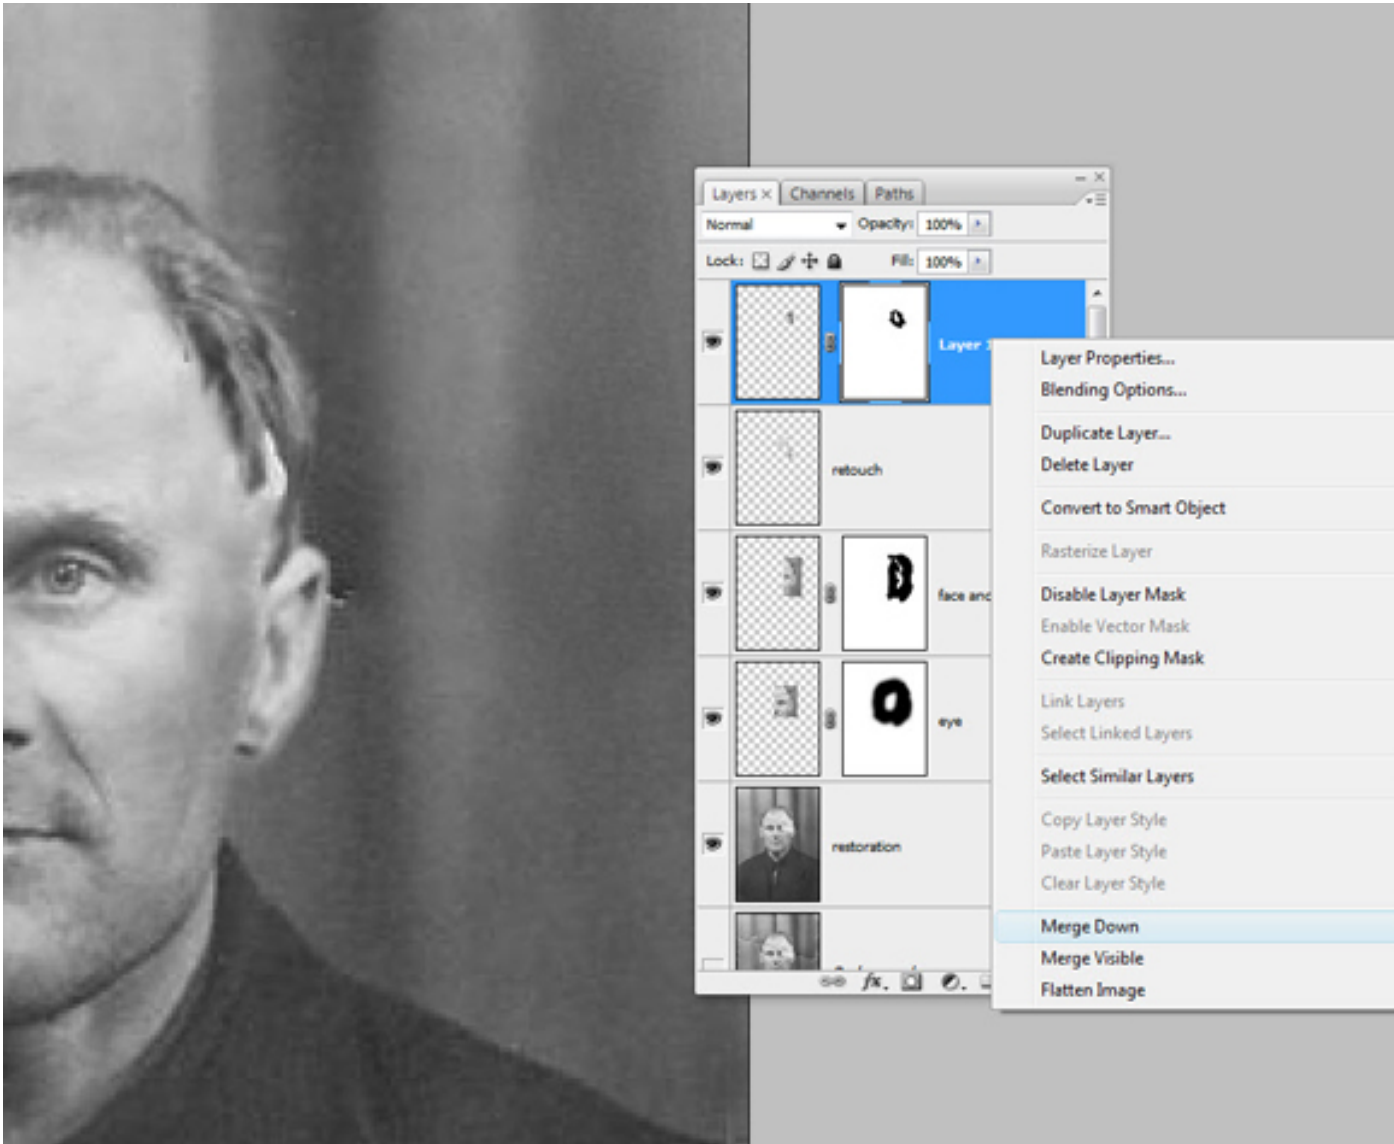 Layers × Channels Paths
Normal Opacity: 100%
Lock: Fill: 100%
Layer
retouch
face and
eye
restoration
fx.
Layer Properties...
Blending Options...
Duplicate Layer...
Delete Layer
Convert to Smart Object
Rasterize Layer
Disable Layer Mask
Enable Vector Mask
Create Clipping Mask
Link Layers
Select Linked Layers
Select Similar Layers
Copy Layer Style
Paste Layer Style
Clear Layer Style
Merge Down
Merge Visible
Flatten Image